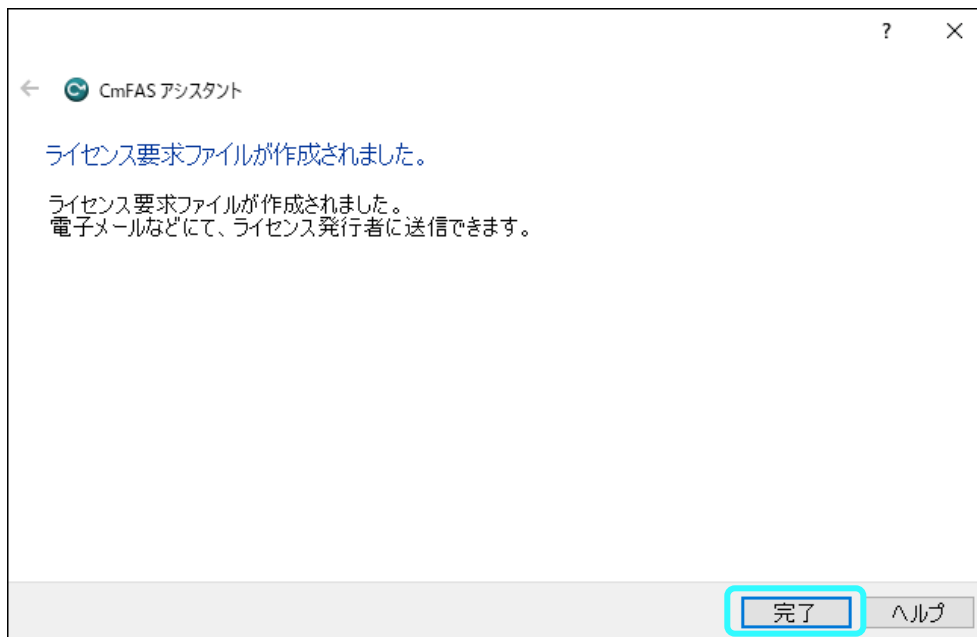 CmFAS アシスタント
ライセンス要求ファイルが作成されました。
ライセンス要求ファイルが作成されました。
電子メールなどにて、ライセンス発行者に送信できます。
完了
ヘルプ